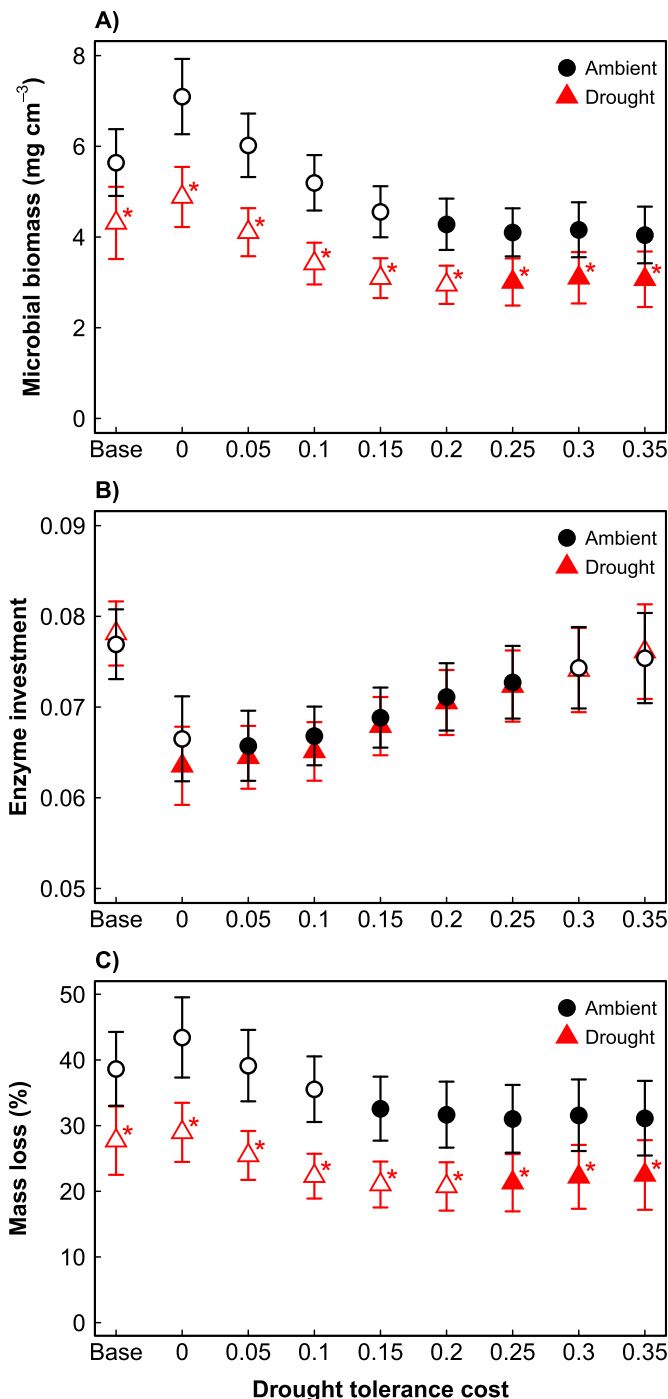 A)
Microbial biomass (mg cm⁻³)
8
6
4
2
0
Ambient
Drought
* * * * * * * * *
Base 0 0.05 0.1 0.15 0.2 0.25 0.3 0.35
B)
Enzyme investment
0.09
0.08
0.07
0.06
0.05
Ambient
Drought
Base 0 0.05 0.1 0.15 0.2 0.25 0.3 0.35
C)
Mass loss (%)
50
40
30
20
10
0
Ambient
Drought
* * * * * * * * *
Base 0 0.05 0.1 0.15 0.2 0.25 0.3 0.35
Drought tolerance cost